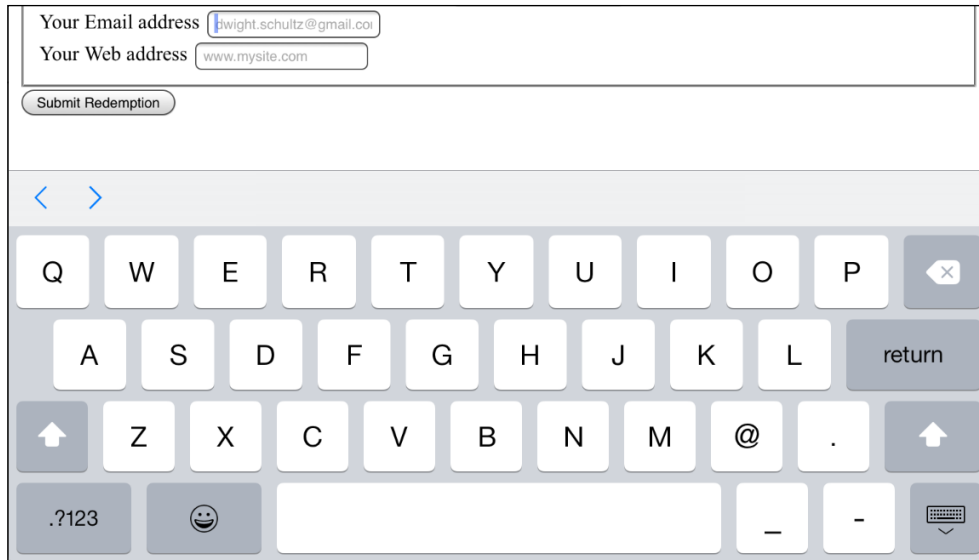 Your Email address dwight.schultz@gmail.co
Your Web address www.mysite.com
Submit Redemption
Q W E R T Y U I O P
A S D F G H J K L return
Z X C V B N M @ .
.?123 _ -